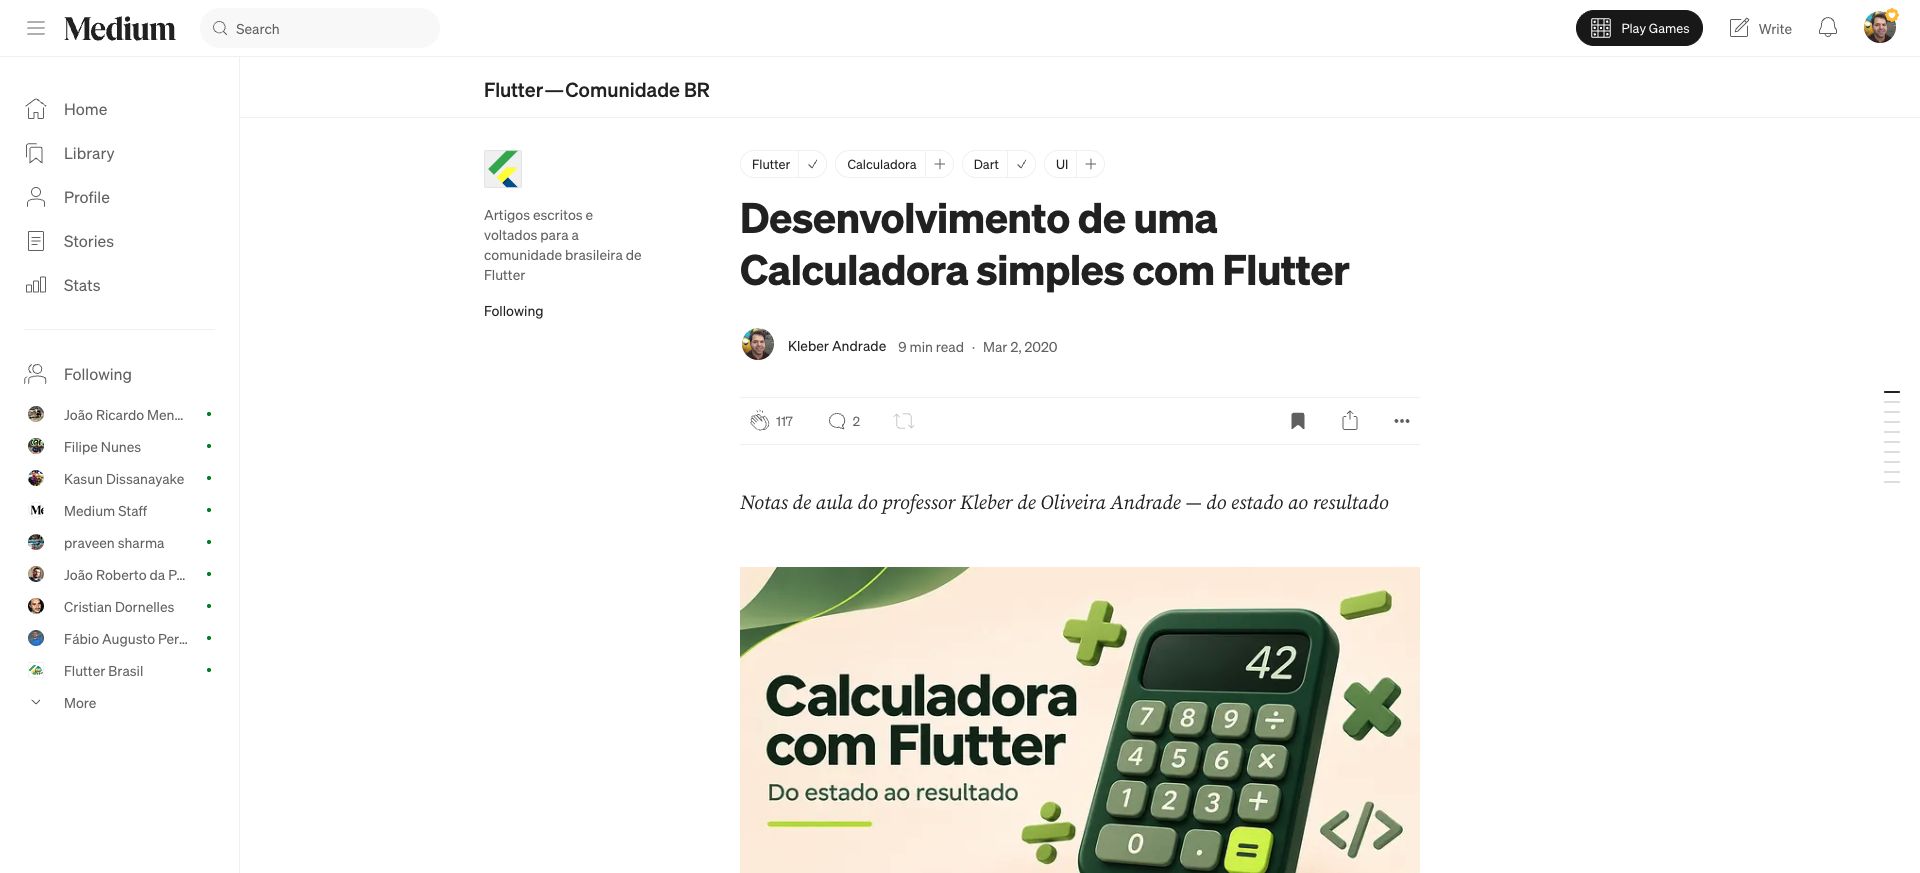 Medium
Search
Play Games
Write
Home
Library
Profile
Stories
Stats
Following
João Ricardo Men...
Filipe Nunes
Kasun Dissanayake
Medium Staff
praveen sharma
João Roberto da P...
Cristian Dornelles
Fábio Augusto Per...
Flutter Brasil
More
Flutter — Comunidade BR
Artigos escritos e
voltados para a
comunidade brasileira de
Flutter
Following
Flutter
Calculadora
Dart
UI
Desenvolvimento de uma
Calculadora simples com Flutter
Kleber Andrade 9 min read · Mar 2, 2020
117 2
Notas de aula do professor Kleber de Oliveira Andrade — do estado ao resultado
Calculadora
com Flutter
Do estado ao resultado
42
7 8 9 ÷
4 5 6 ×
1 2 3 +
0 . =
</>